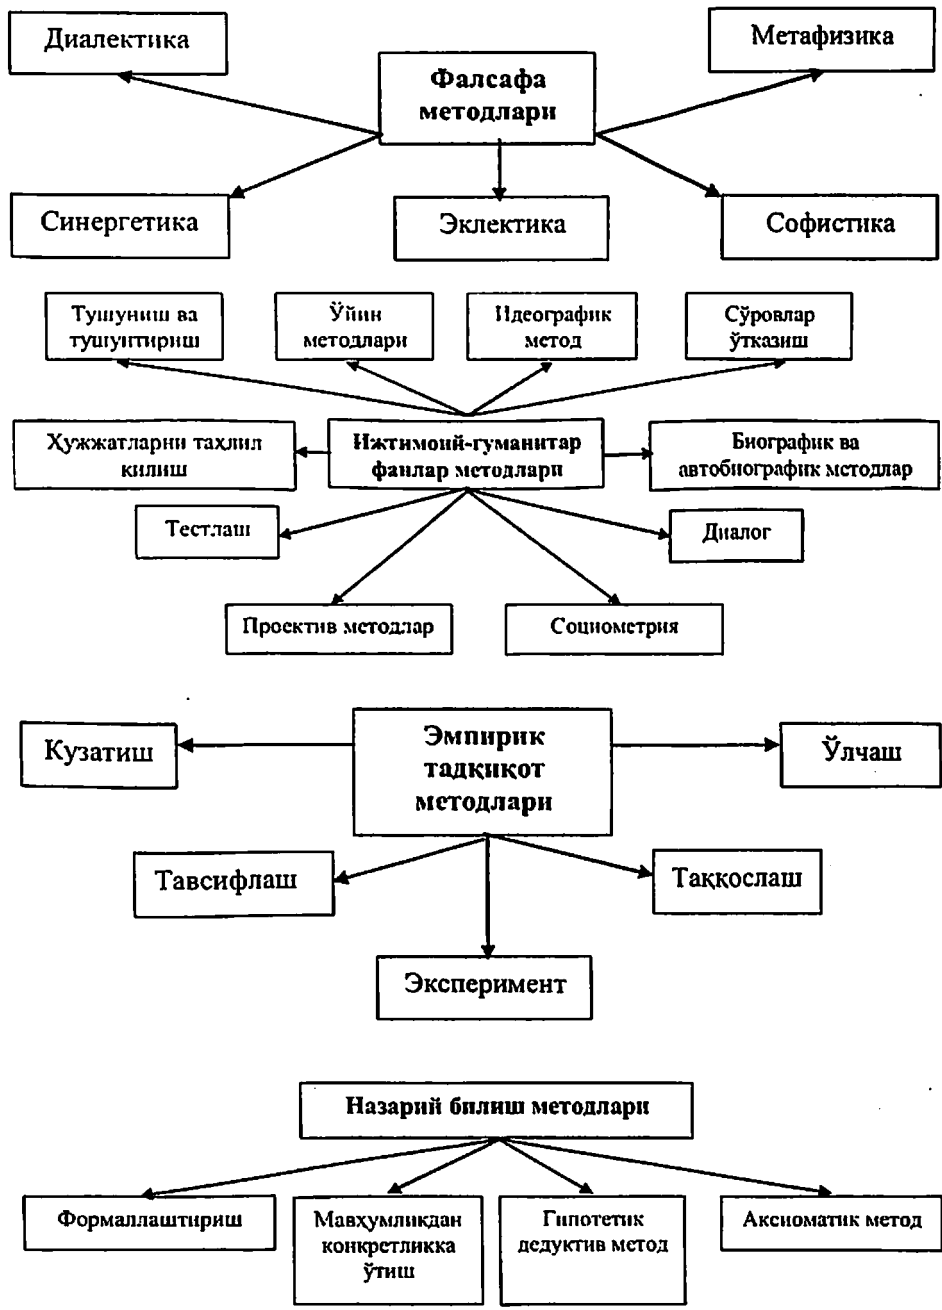 Диалектика
Фалсафа
методлари
Метафизика
Синергетика
Эклектика
Софистика
Тушуниш ва
тушунтириш
Ўйин
методлари
Идеографик
метод
Сўровлар
ўтказиш
Ҳужжатларни таҳлил
қилиш
Ижтимоий-гуманитар
фанлар методлари
Биографик ва
автобиографик методлар
Тестлаш
Диалог
Проектив методлар
Социометрия
Кузатиш
Эмпирик
тадқиқот
методлари
Ўлчаш
Тавсифлаш
Таққослаш
Эксперимент
Назарий билиш методлари
Формаллаштириш
Мавҳумликдан
конкретликка
ўтиш
Гипотетик
дедуктив метод
Аксиоматик метод